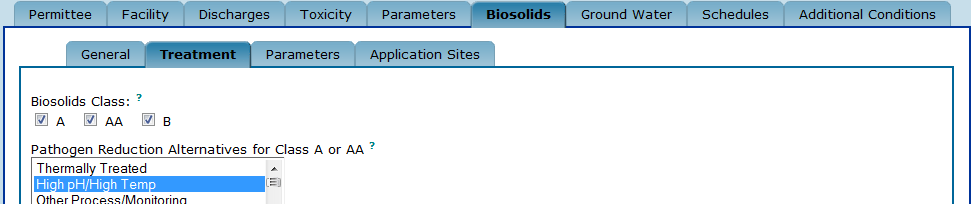 Permittee Facility Discharges Toxicity Parameters Biosolids Ground Water Schedules Additional Conditions
General Treatment Parameters Application Sites
Biosolids Class: ?
A AA B
Pathogen Reduction Alternatives for Class A or AA ?
Thermally Treated
High pH/High Temp
Other Process/Monitoring